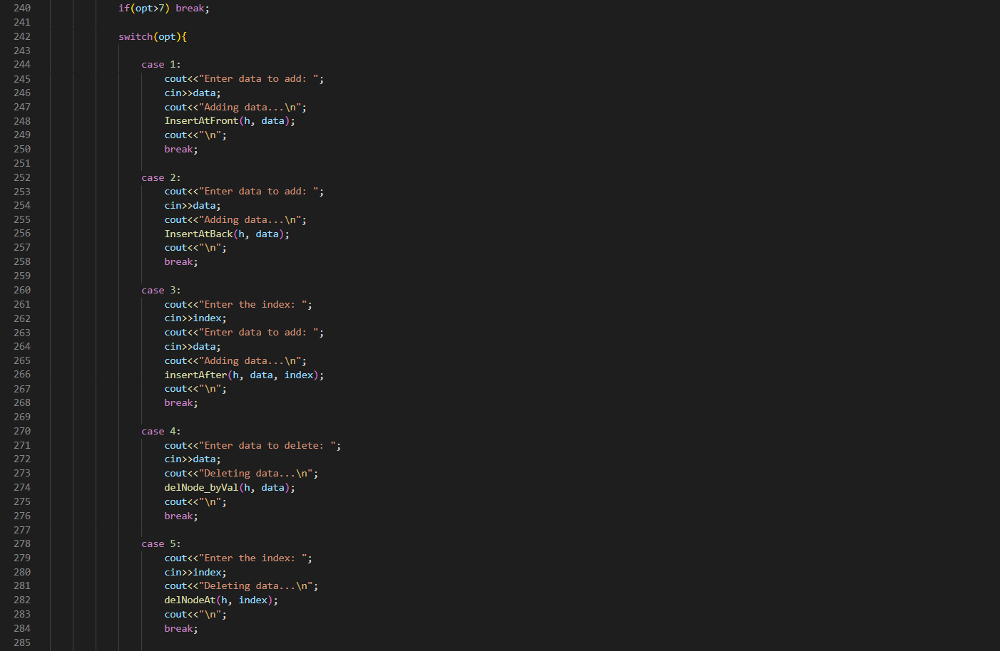 240 if(opt>7) break;
241
242 switch(opt){
243
244 case 1:
245 cout<<"Enter data to add: ";
246 cin>>data;
247 cout<<"Adding data...\n";
248 InsertAtFront(h, data);
249 cout<<"\n";
250 break;
251
252 case 2:
253 cout<<"Enter data to add: ";
254 cin>>data;
255 cout<<"Adding data...\n";
256 InsertAtBack(h, data);
257 cout<<"\n";
258 break;
259
260 case 3:
261 cout<<"Enter the index: ";
262 cin>>index;
263 cout<<"Enter data to add: ";
264 cin>>data;
265 cout<<"Adding data...\n";
266 insertAfter(h, data, index);
267 cout<<"\n";
268 break;
269
270 case 4:
271 cout<<"Enter data to delete: ";
272 cin>>data;
273 cout<<"Deleting data...\n";
274 delNode_byVal(h, data);
275 cout<<"\n";
276 break;
277
278 case 5:
279 cout<<"Enter the index: ";
280 cin>>index;
281 cout<<"Deleting data...\n";
282 delNodeAt(h, index);
283 cout<<"\n";
284 break;
285